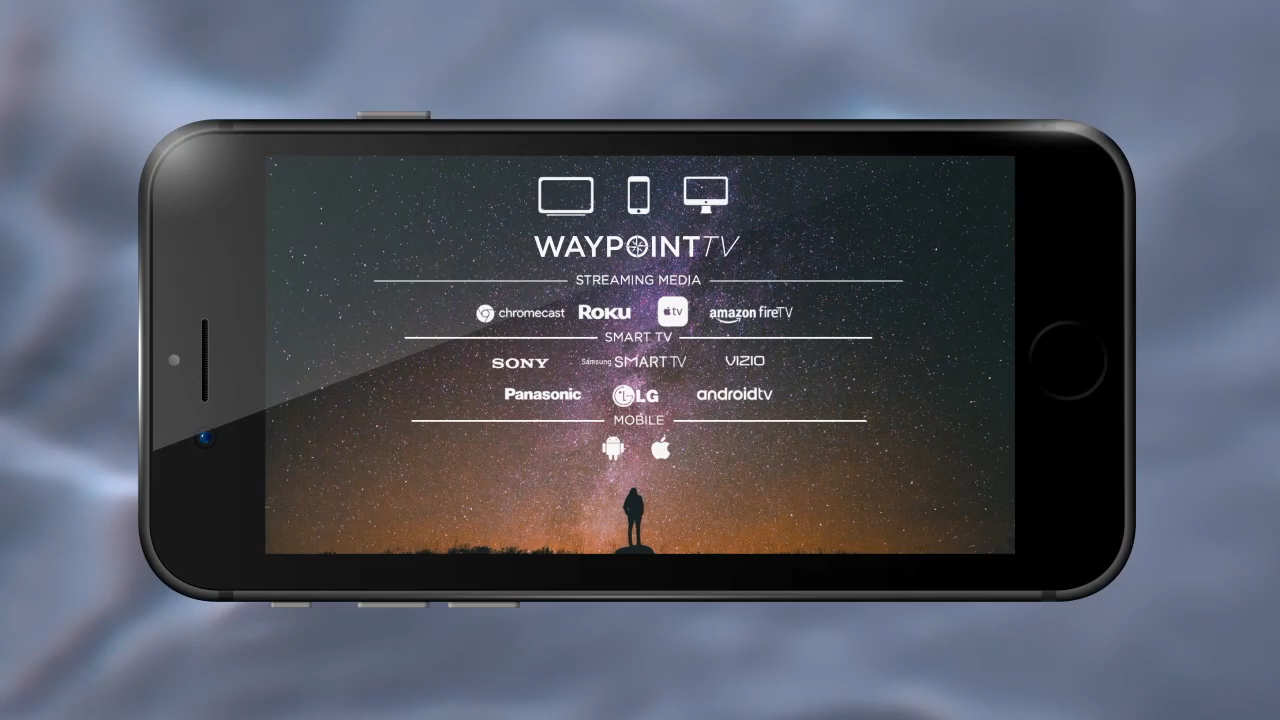 WAYPOINTTV
STREAMING MEDIA
chromecast Roku tv amazon fireTV
SMART TV
SONY Samsung SMART TV VIZIO
Panasonic LG androidtv
MOBILE